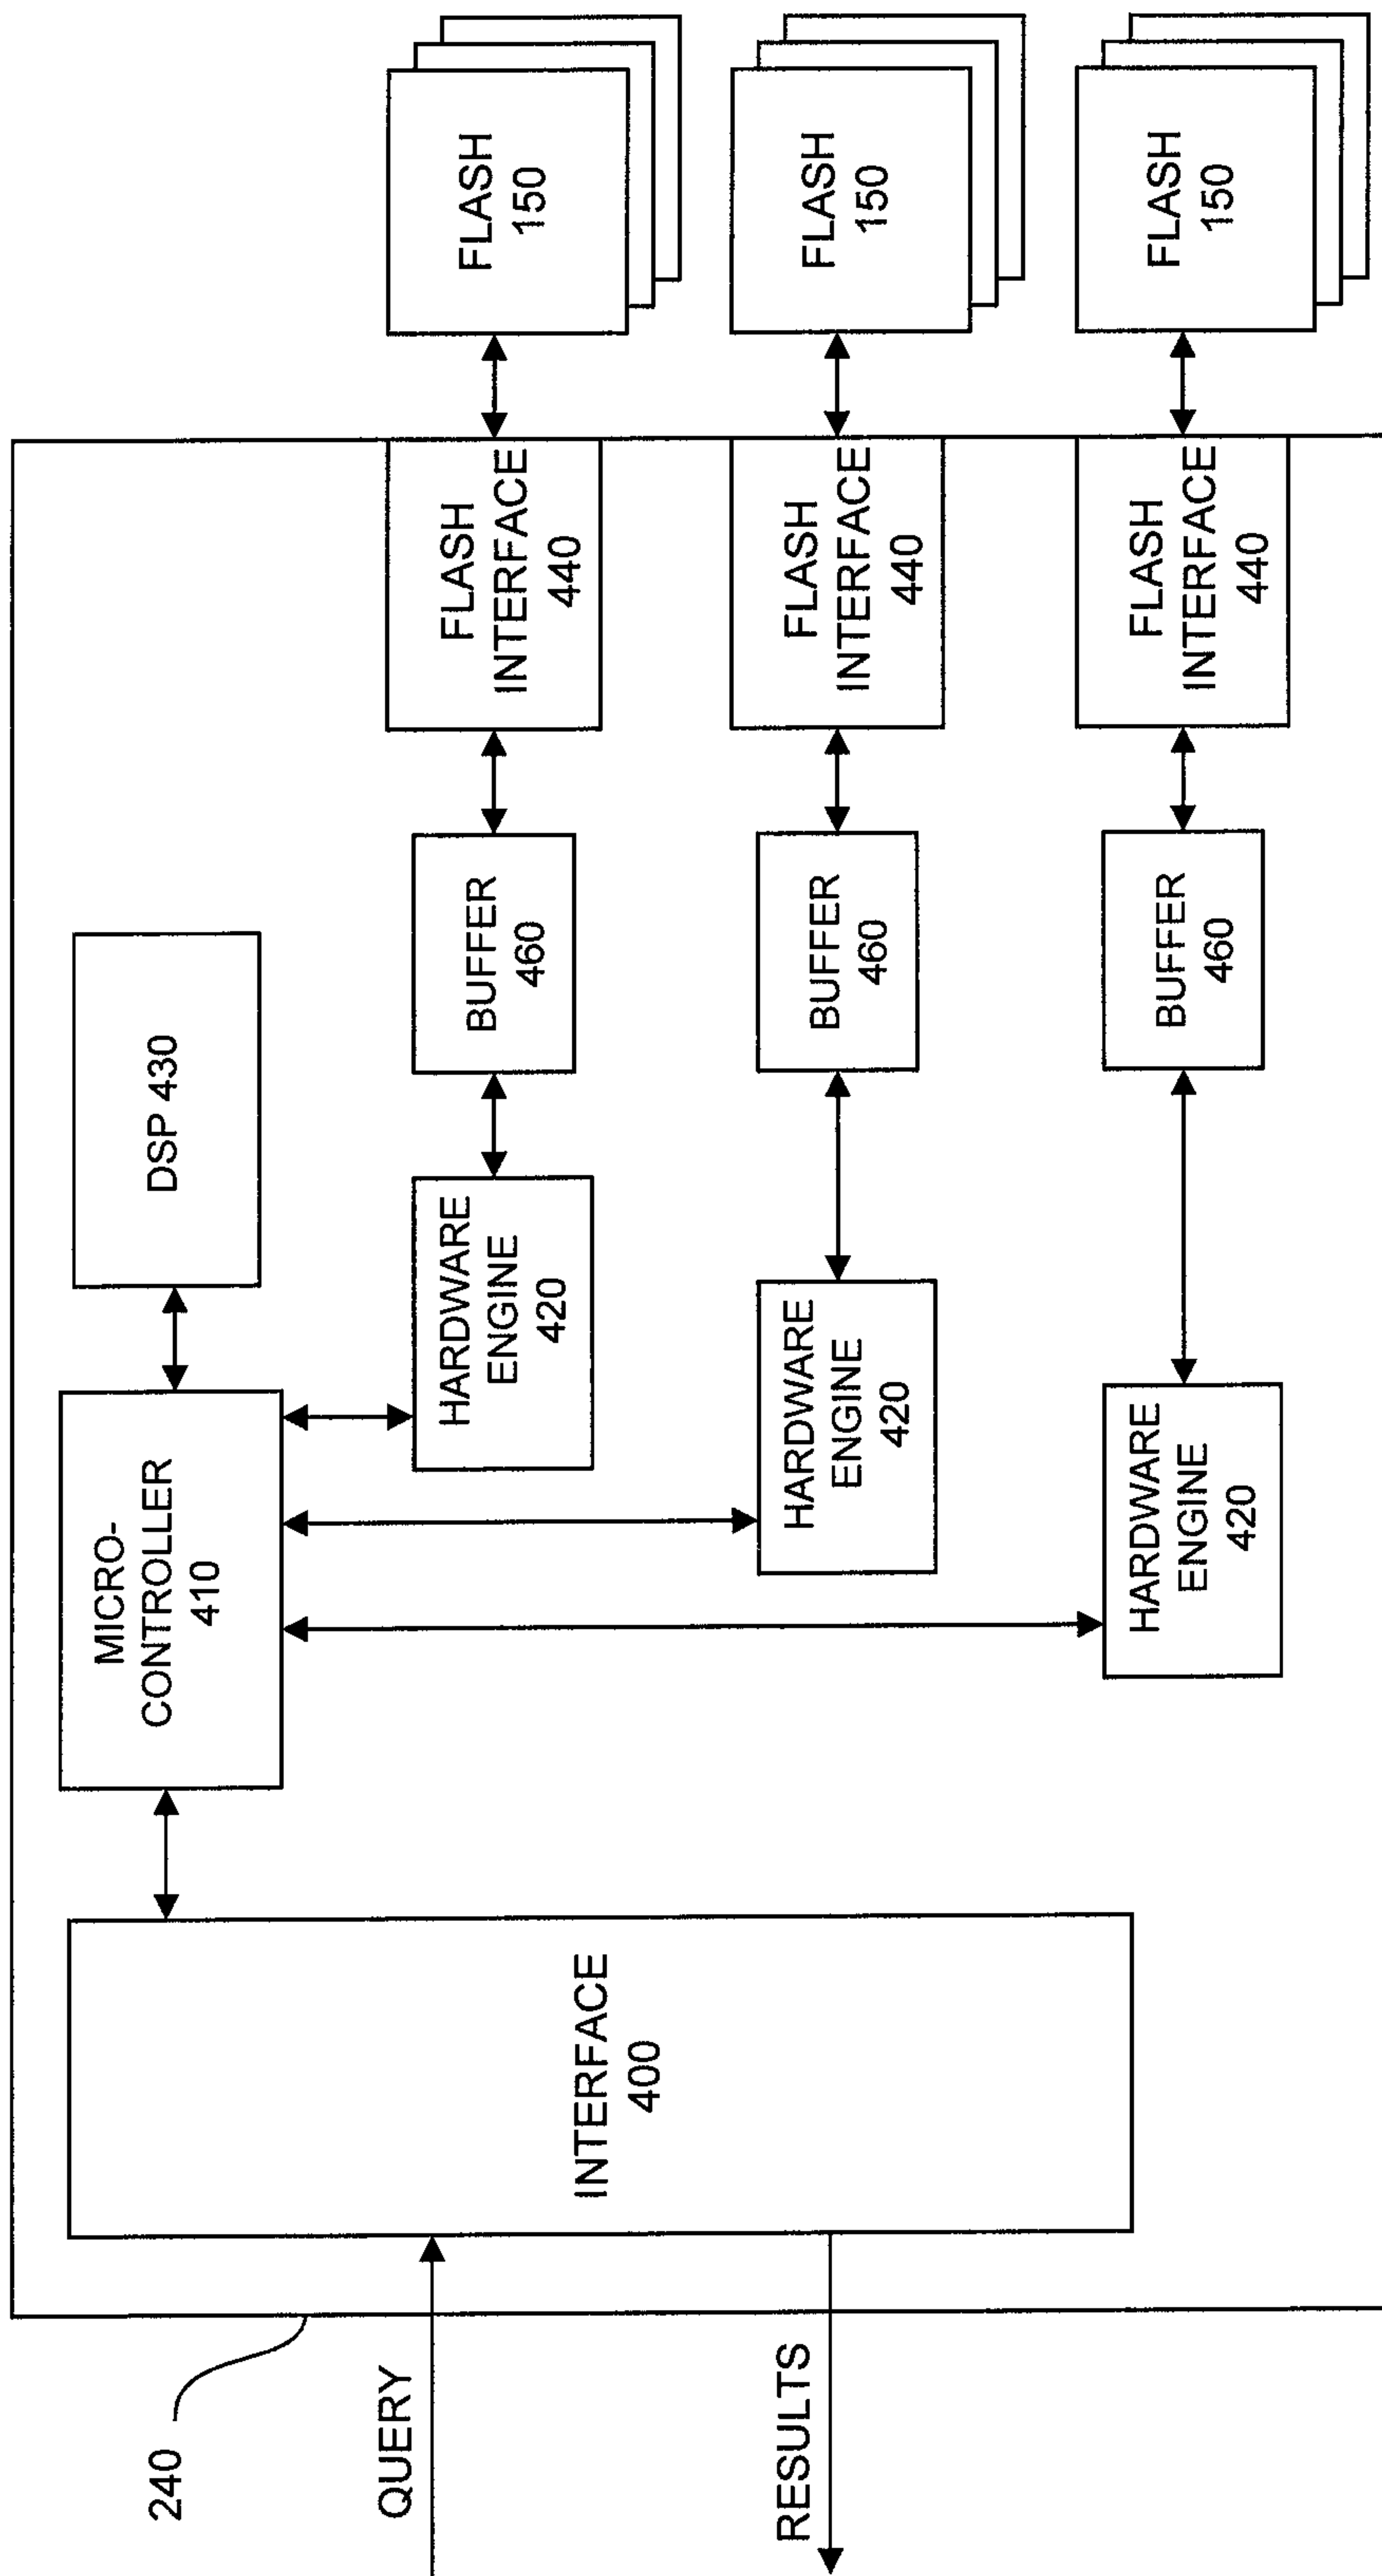 240
QUERY
RESULTS
INTERFACE
400
MICRO-
CONTROLLER
410
DSP 430
HARDWARE
ENGINE
420
BUFFER
460
FLASH
INTERFACE
440
FLASH
150
HARDWARE
ENGINE
420
BUFFER
460
FLASH
INTERFACE
440
FLASH
150
HARDWARE
ENGINE
420
BUFFER
460
FLASH
INTERFACE
440
FLASH
150